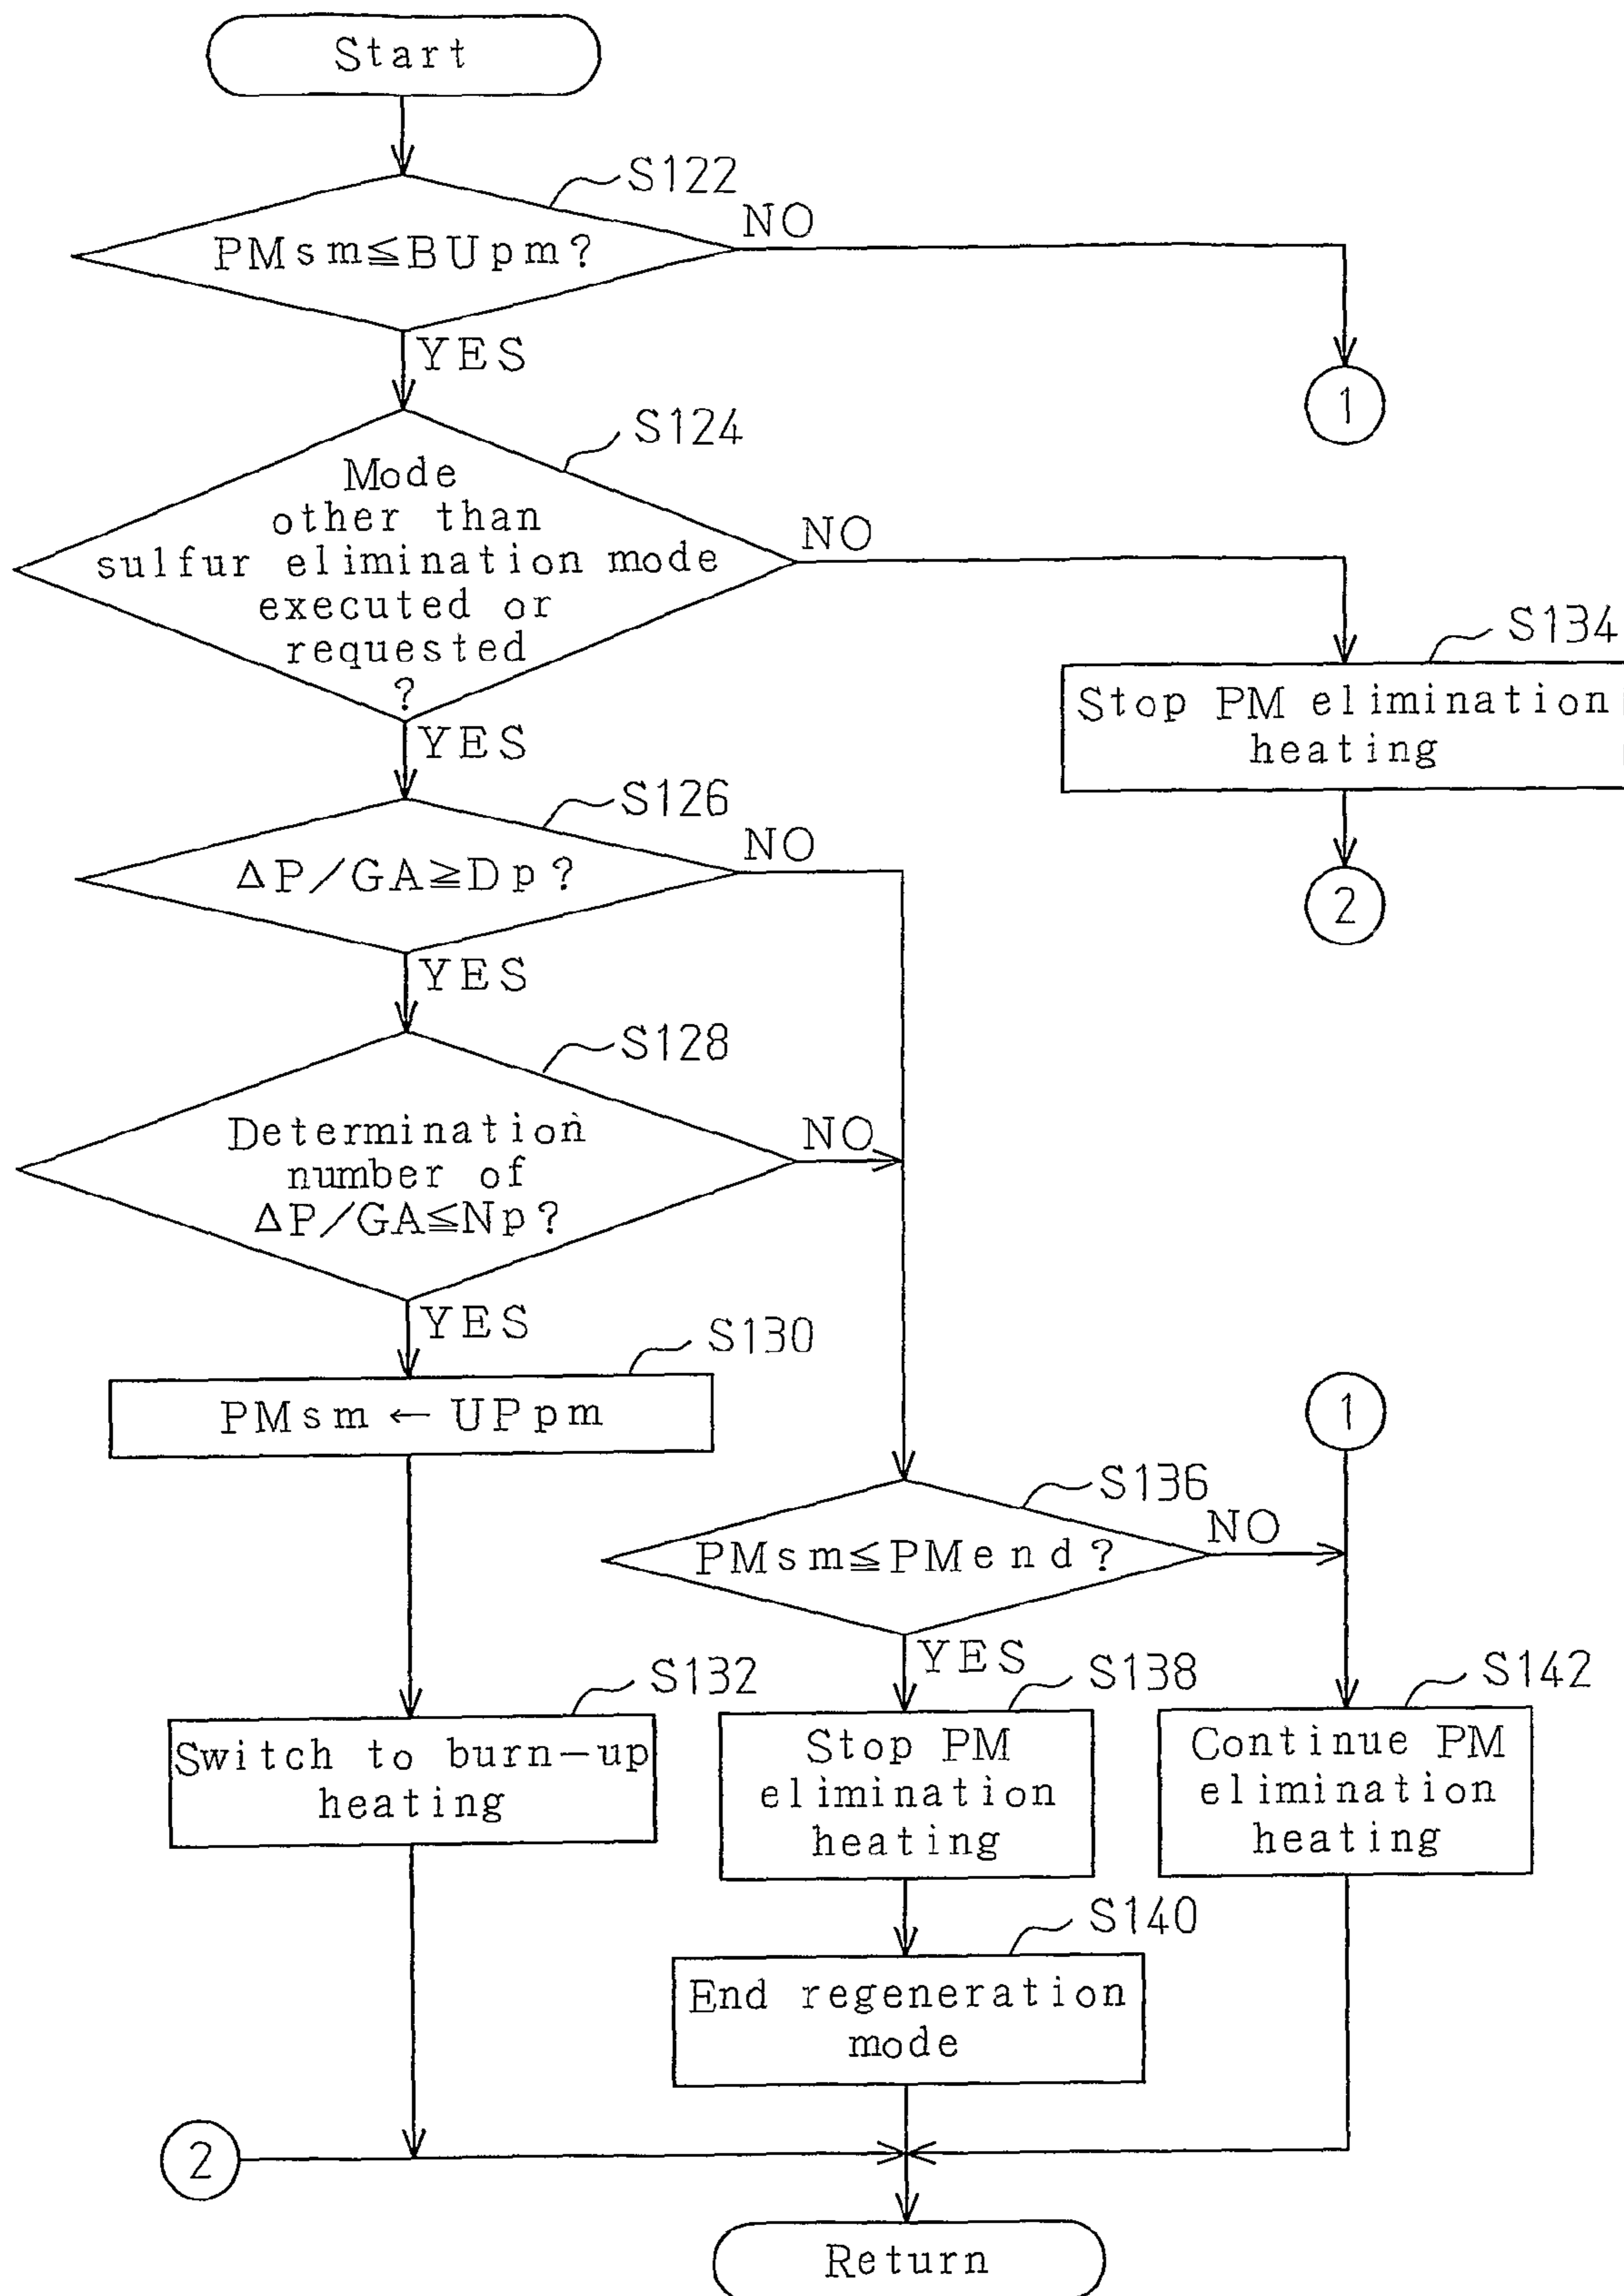 Start
S122
PMsm≦BUpm?
NO
YES
1
S124
Mode
other than
sulfur elimination mode
executed or
requested
?
NO
YES
S134
Stop PM elimination
heating
2
S126
ΔP/GA≧Dp?
NO
YES
S128
Determination
number of
ΔP/GA≦Np?
NO
YES
S130
PMsm ← UPpm
1
S136
PMsm≦PMend?
NO
YES
S132
Switch to burn-up
heating
S138
Stop PM
elimination
heating
S142
Continue PM
elimination
heating
S140
End regeneration
mode
2
Return